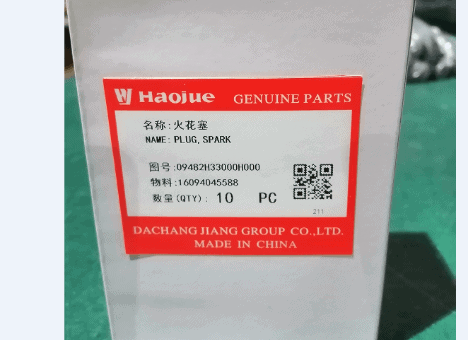 Haojue GENUINE PARTS
名称:火花塞
NAME: PLUG,SPARK
图号:09482H33000H000
物料:16094045588
数量(QTY): 10 PC
211
DACHANG JIANG GROUP CO.,LTD.
MADE IN CHINA